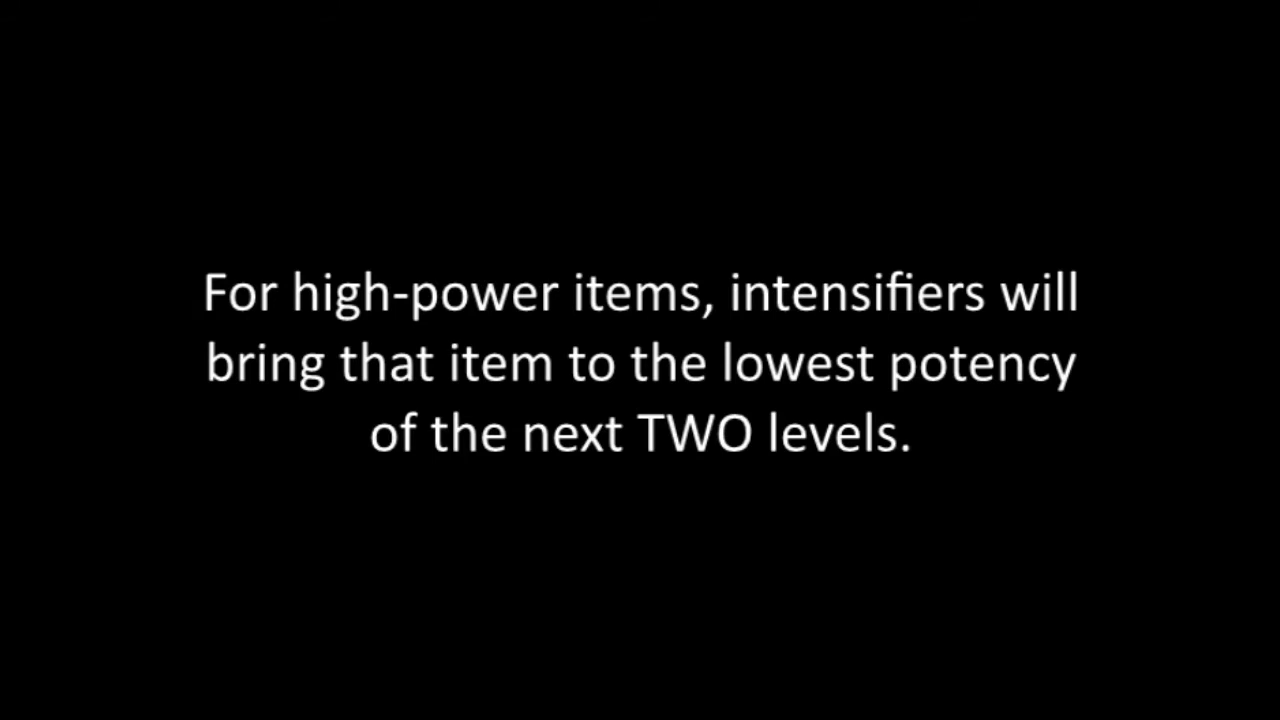 For high-power items, intensifiers will
bring that item to the lowest potency
of the next TWO levels.